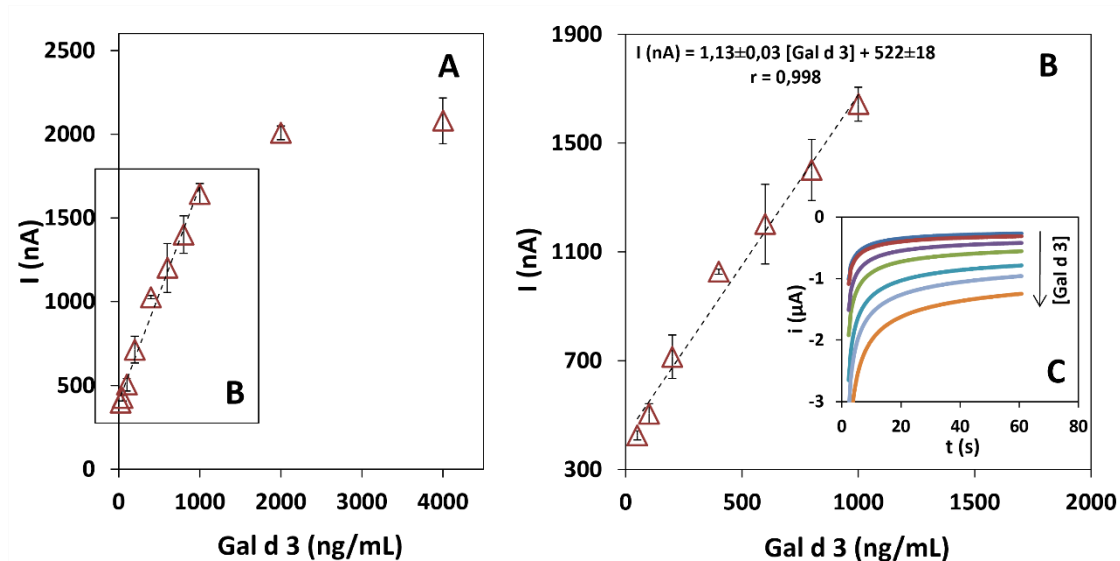 2500
2000
1500
1000
500
0
I (nA)
A
B
0 1000 2000 3000 4000
Gal d 3 (ng/mL)
1900
1500
1100
700
300
I (nA)
I (nA) = 1,13±0,03 [Gal d 3] + 522±18
r = 0,998
B
0 500 1000 1500 2000
Gal d 3 (ng/mL)
0
-1
-2
-3
i (µA)
[Gal d 3]
C
0 20 40 60 80
t (s)